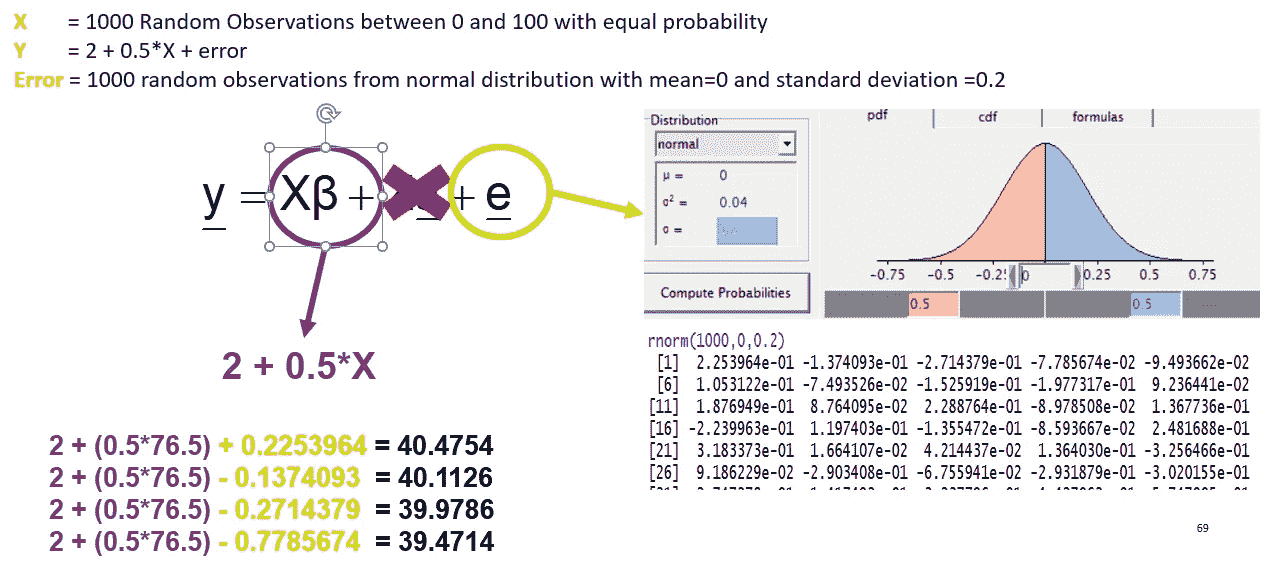 X = 1000 Random Observations between 0 and 100 with equal probability
Y = 2 + 0.5*X + error
Error = 1000 random observations from normal distribution with mean=0 and standard deviation =0.2
y = Xβ + + e
2 + 0.5*X
2 + (0.5*76.5) + 0.2253964 = 40.4754
2 + (0.5*76.5) - 0.1374093 = 40.1126
2 + (0.5*76.5) - 0.2714379 = 39.9786
2 + (0.5*76.5) - 0.7785674 = 39.4714
Distribution
normal
μ = 0
σ² = 0.04
σ =
Compute Probabilities
pdf cdf formulas
-0.75 -0.5 -0.25 0 0.25 0.5 0.75
0.5 0.5
rnorm(1000,0,0.2)
[1] 2.253964e-01 -1.374093e-01 -2.714379e-01 -7.785674e-02 -9.493662e-02
[6] 1.053122e-01 -7.493526e-02 -1.525919e-01 -1.977317e-01 9.236441e-02
[11] 1.876949e-01 8.764095e-02 2.288764e-01 -8.978508e-02 1.367736e-01
[16] -2.239963e-01 1.197403e-01 -1.355472e-01 -8.593667e-02 2.481688e-01
[21] 3.183373e-01 1.664107e-02 4.214437e-02 1.364030e-01 -3.256466e-01
[26] 9.186229e-02 -2.903408e-01 -6.755941e-02 -2.931879e-01 -3.020155e-01
69